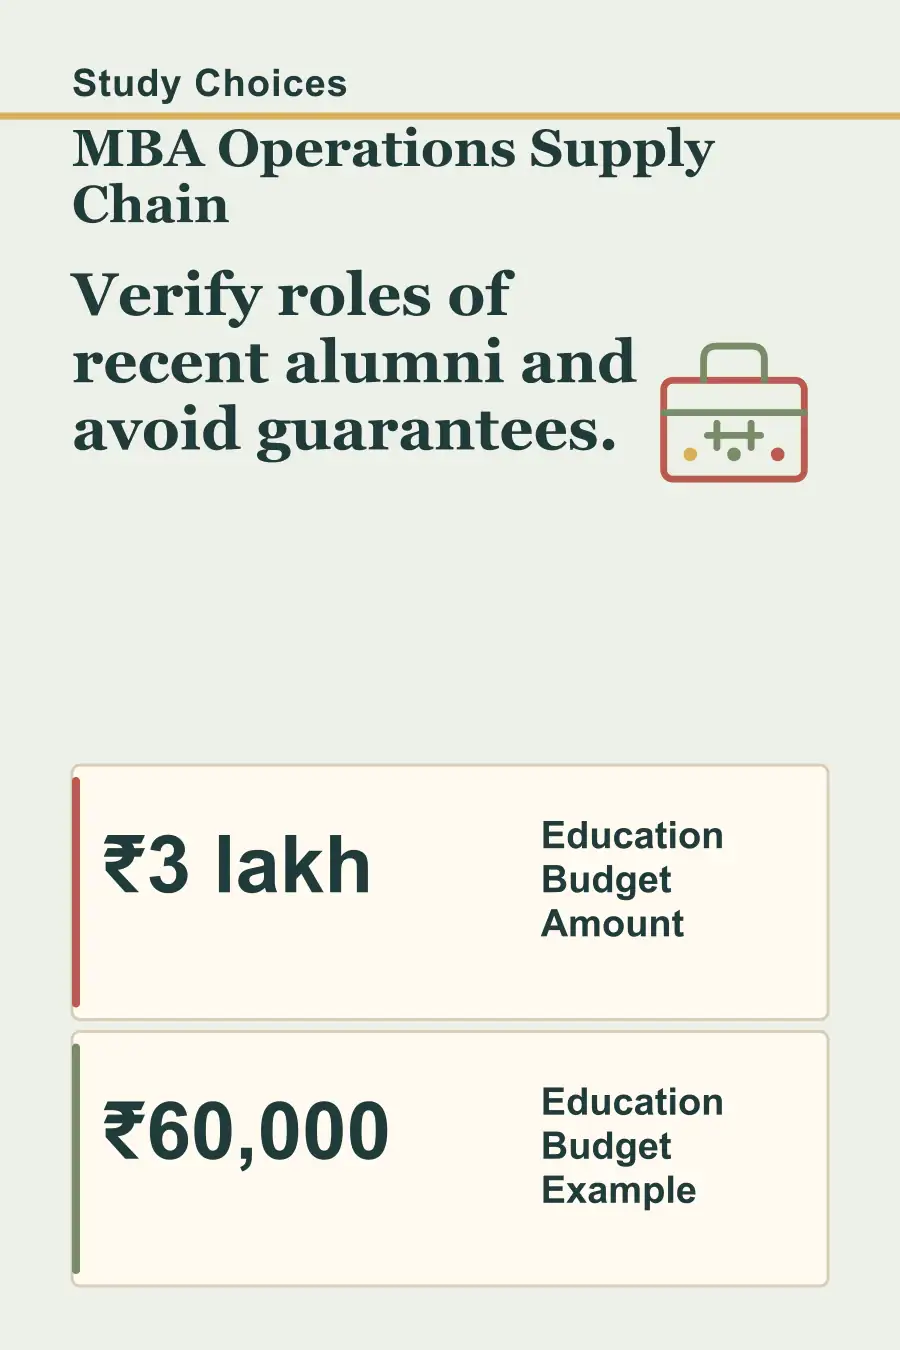 Study Choices
MBA Operations Supply
Chain
Verify roles of
recent alumni and
avoid guarantees.
₹3 lakh
Education
Budget
Amount
₹60,000
Education
Budget
Example